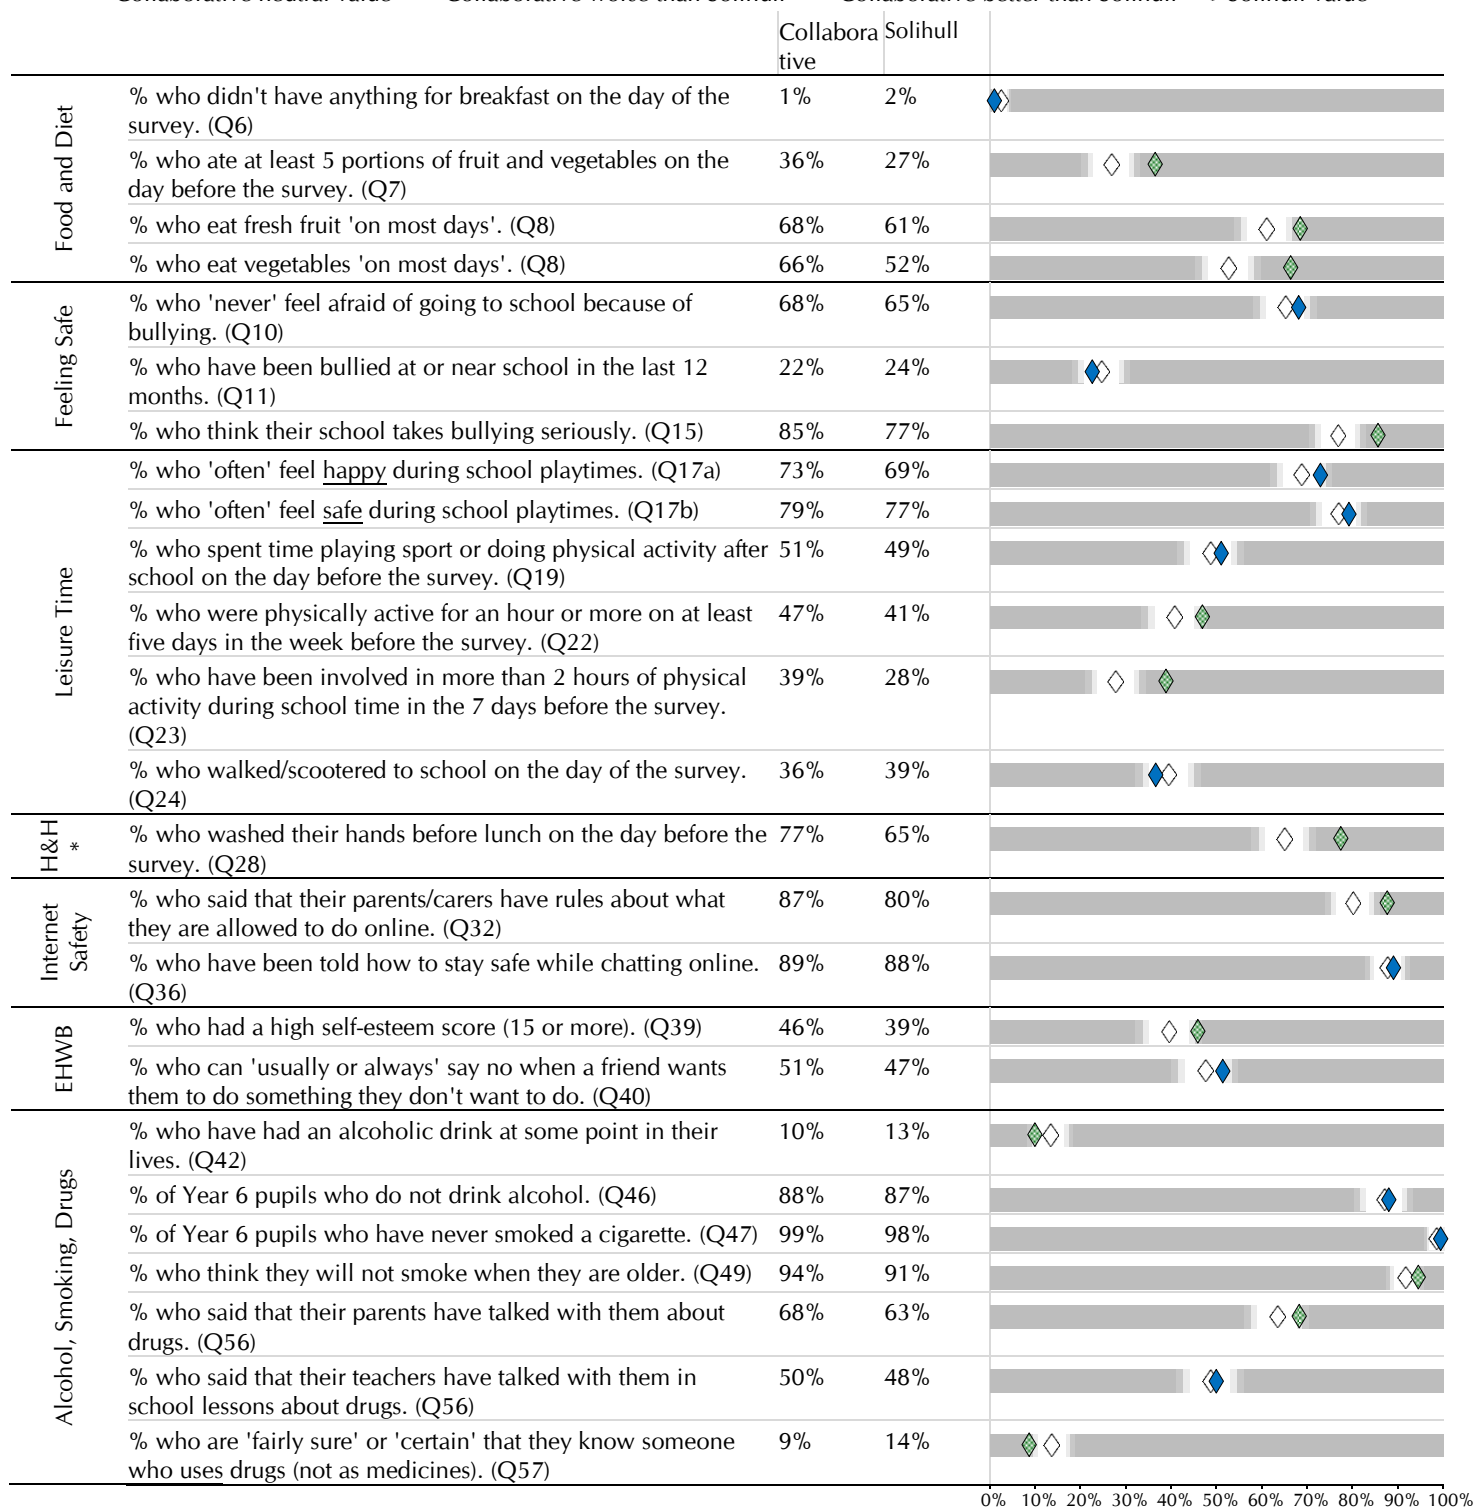 Collabora Solihull
tive
Food and Diet
% who didn't have anything for breakfast on the day of the 1% 2%
survey. (Q6)
% who ate at least 5 portions of fruit and vegetables on the 36% 27%
day before the survey. (Q7)
% who eat fresh fruit 'on most days'. (Q8) 68% 61%
% who eat vegetables 'on most days'. (Q8) 66% 52%
Feeling Safe
% who 'never' feel afraid of going to school because of 68% 65%
bullying. (Q10)
% who have been bullied at or near school in the last 12 22% 24%
months. (Q11)
% who think their school takes bullying seriously. (Q15) 85% 77%
Leisure Time
% who 'often' feel happy during school playtimes. (Q17a) 73% 69%
% who 'often' feel safe during school playtimes. (Q17b) 79% 77%
% who spent time playing sport or doing physical activity after 51% 49%
school on the day before the survey. (Q19)
% who were physically active for an hour or more on at least 47% 41%
five days in the week before the survey. (Q22)
% who have been involved in more than 2 hours of physical 39% 28%
activity during school time in the 7 days before the survey.
(Q23)
% who walked/scootered to school on the day of the survey. 36% 39%
(Q24)
H&H
*
% who washed their hands before lunch on the day before the 77% 65%
survey. (Q28)
Internet
Safety
% who said that their parents/carers have rules about what 87% 80%
they are allowed to do online. (Q32)
% who have been told how to stay safe while chatting online. 89% 88%
(Q36)
EHWB
% who had a high self-esteem score (15 or more). (Q39) 46% 39%
% who can 'usually or always' say no when a friend wants 51% 47%
them to do something they don't want to do. (Q40)
Alcohol, Smoking, Drugs
% who have had an alcoholic drink at some point in their 10% 13%
lives. (Q42)
% of Year 6 pupils who do not drink alcohol. (Q46) 88% 87%
% of Year 6 pupils who have never smoked a cigarette. (Q47) 99% 98%
% who think they will not smoke when they are older. (Q49) 94% 91%
% who said that their parents have talked with them about 68% 63%
drugs. (Q56)
% who said that their teachers have talked with them in 50% 48%
school lessons about drugs. (Q56)
% who are 'fairly sure' or 'certain' that they know someone 9% 14%
who uses drugs (not as medicines). (Q57)
0% 10% 20% 30% 40% 50% 60% 70% 80% 90% 100%